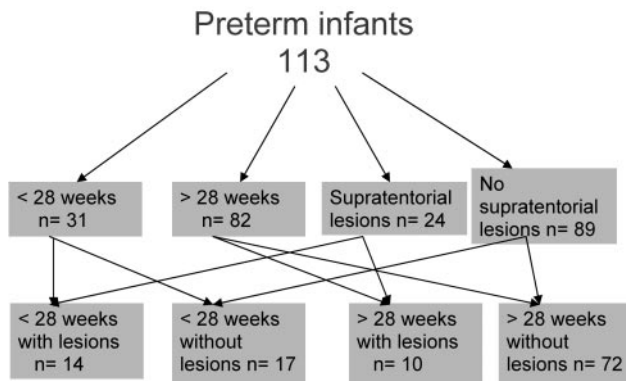 Preterm infants
113
< 28 weeks
n= 31
> 28 weeks
n= 82
Supratentorial
lesions n= 24
No
supratentorial
lesions n= 89
< 28 weeks
with lesions
n= 14
< 28 weeks
without
lesions n= 17
> 28 weeks
with lesions
n= 10
> 28 weeks
without
lesions n= 72